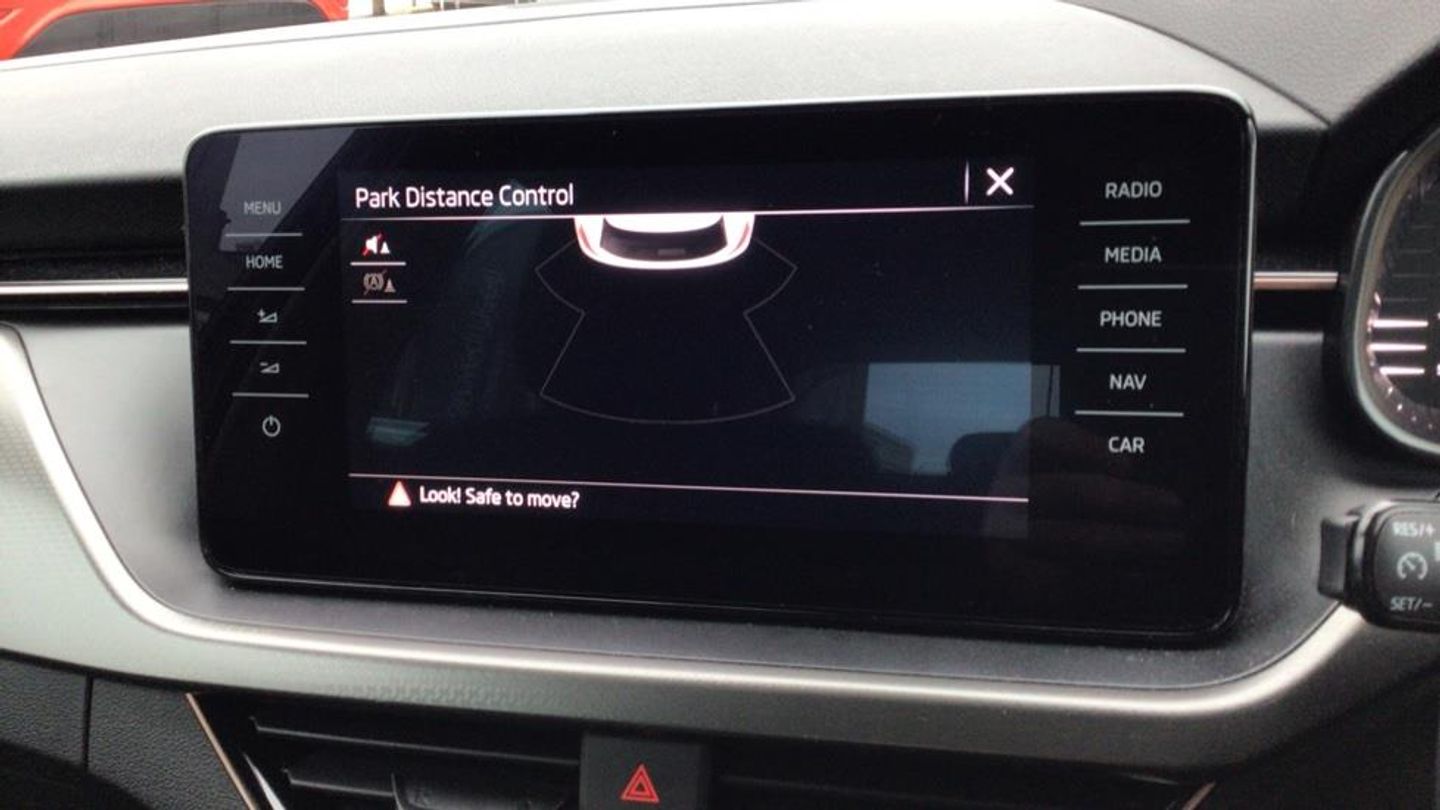 Park Distance Control
MENU
HOME
RADIO
MEDIA
PHONE
NAV
CAR
Look! Safe to move?
RES/+
SET/-